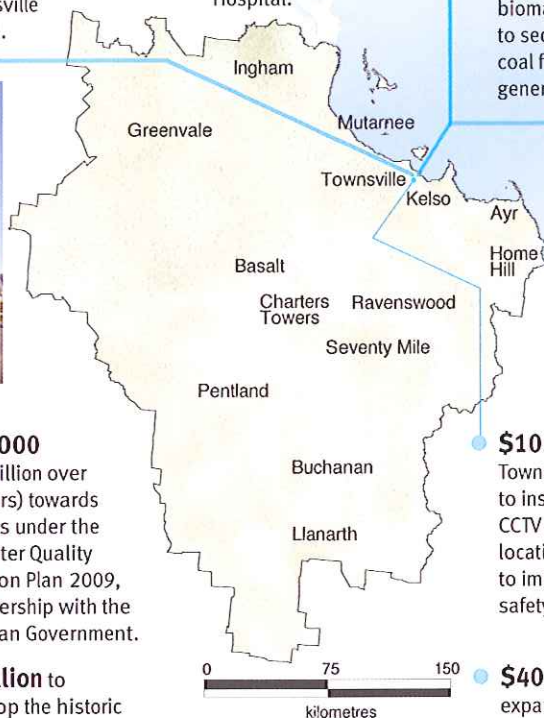 sville
.
Hospital.
bioma
to sec
coal f
gener
Ingham
Greenvale
Mutarnee
Townsville
Kelso
Ayr
Home
Hill
Basalt
Charters
Towers
Ravenswood
Seventy Mile
Pentland
Buchanan
Llanarth
000
illion over
rs) towards
s under the
ter Quality
on Plan 2009,
ership with the
an Government.
llion to
op the historic
$10
Town
to ins
CCTV
locati
to im
safety
$40
expa
0 75 150
kilometres